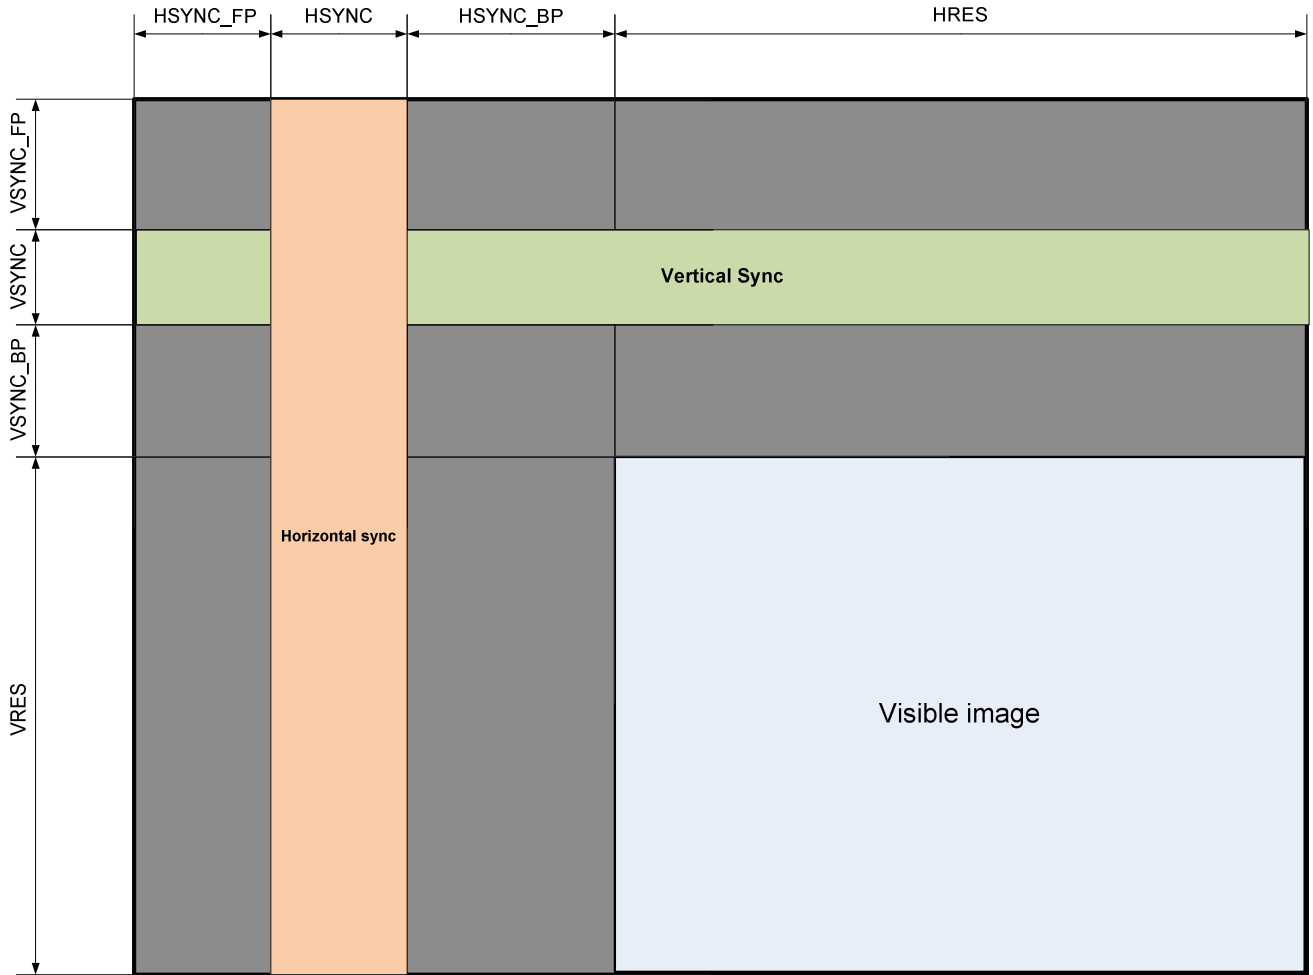 HSYNC_FP
HSYNC
HSYNC_BP
HRES
VSYNC_FP
VSYNC
Vertical Sync
VSYNC_BP
Horizontal sync
VRES
Visible image